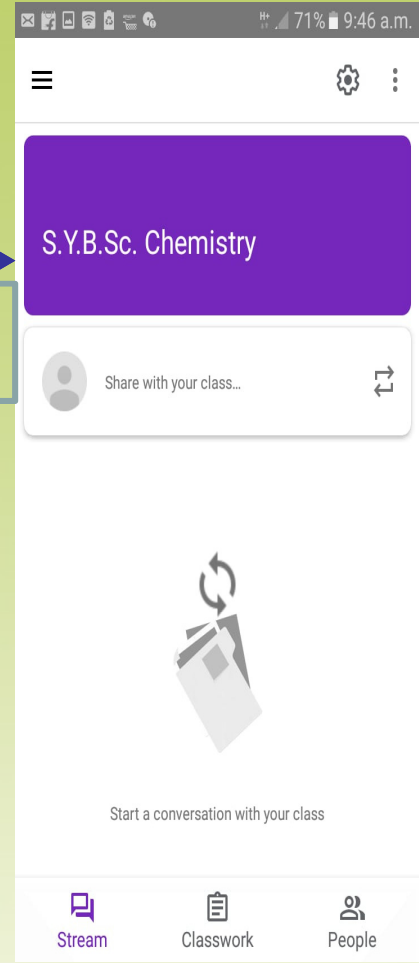 71% 9:46 a.m.
S.Y.B.Sc. Chemistry
Share with your class...
Start a conversation with your class
Stream Classwork People